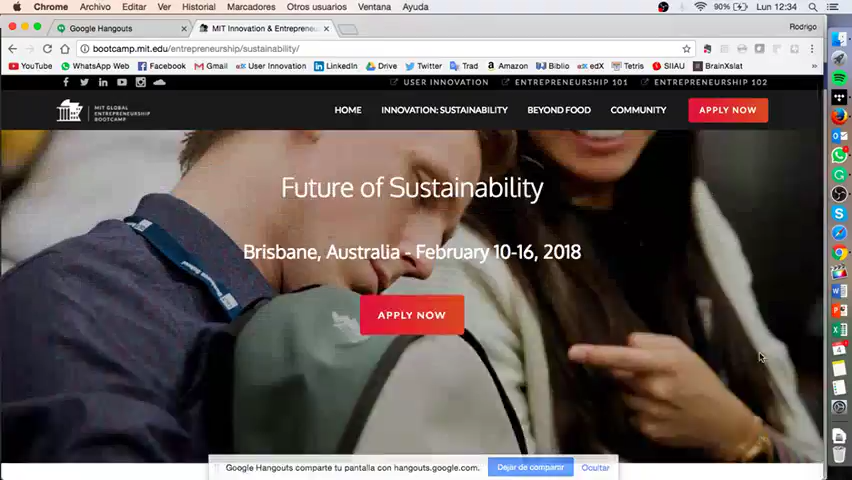 Chrome Archivo Editar Ver Historial Marcadores Otros usuarios Ventana Ayuda 90% Lun 12:34
Google Hangouts
MIT Innovation & Entrepreneu
Rodrigo
bootcamp.mit.edu/entrepreneurship/sustainability/
YouTube WhatsApp Web Facebook Gmail User Innovation LinkedIn Drive Twitter Trad Amazon Biblio edX Tetris SIIAU BrainXslat
USER INNOVATION ENTREPRENEURSHIP 101 ENTREPRENEURSHIP 102
MIT GLOBAL
ENTREPRENEURSHIP
BOOTCAMP
HOME INNOVATION: SUSTAINABILITY BEYOND FOOD COMMUNITY APPLY NOW
Future of Sustainability
Brisbane, Australia - February 10-16, 2018
APPLY NOW
Google Hangouts comparte tu pantalla con hangouts.google.com. Dejar de compartir Ocultar